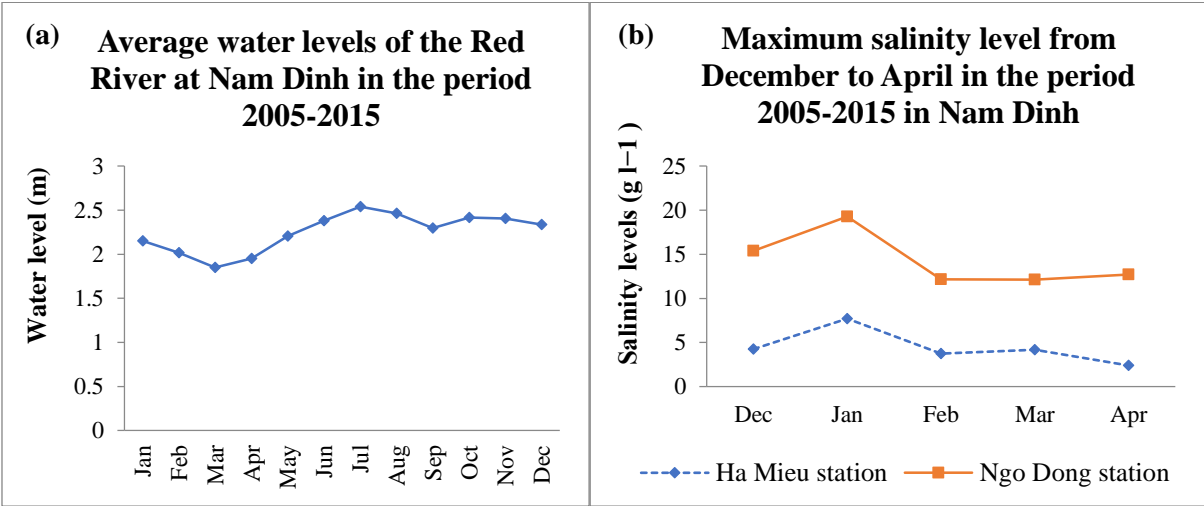 (a)
Average water levels of the Red
River at Nam Dinh in the period
2005-2015
Water level (m)
3
2.5
2
1.5
1
0.5
0
Jan
Feb
Mar
Apr
May
Jun
Jul
Aug
Sep
Oct
Nov
Dec
(b)
Maximum salinity level from
December to April in the period
2005-2015 in Nam Dinh
Salinity levels (g l−1 )
25
20
15
10
5
0
Dec Jan Feb Mar Apr
Ha Mieu station Ngo Dong station